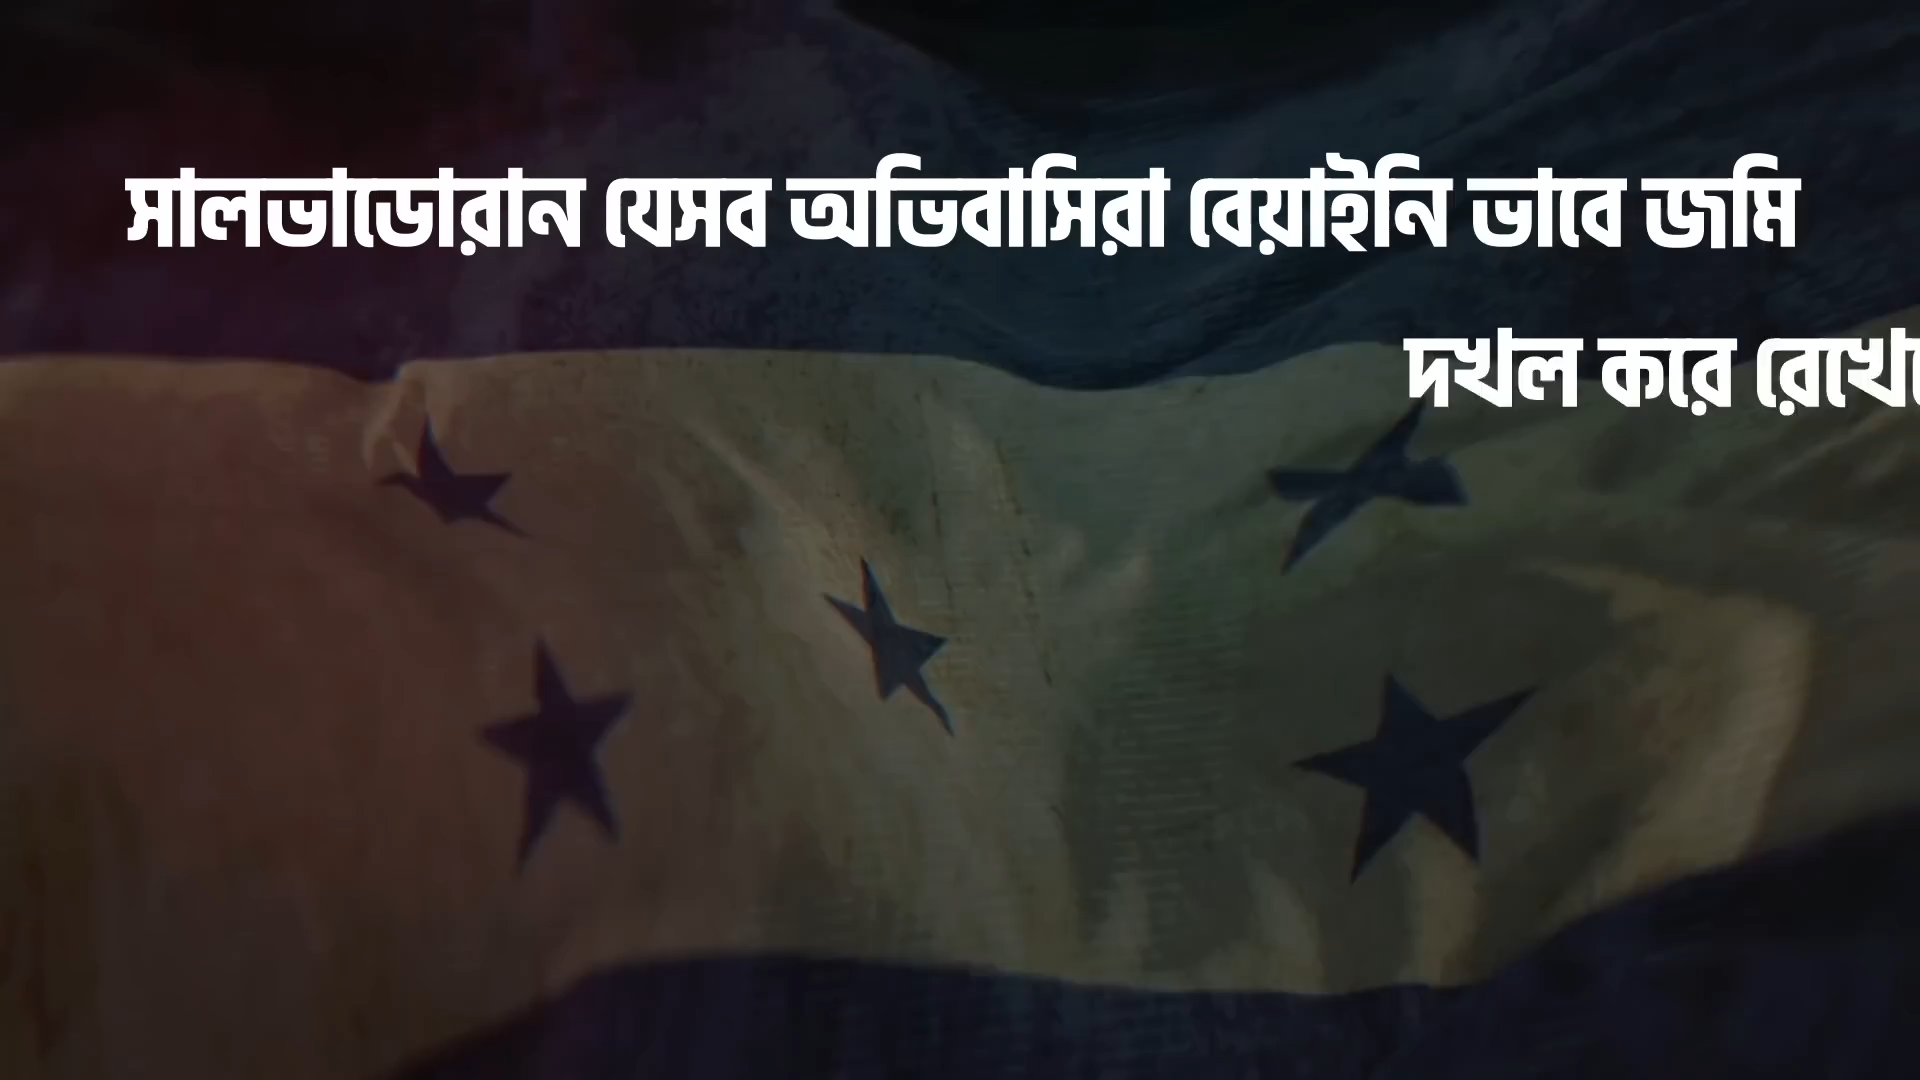 সালভাডোরান যেসব অভিবাসিরা বেয়াইনি ভাবে জমি
দখল করে